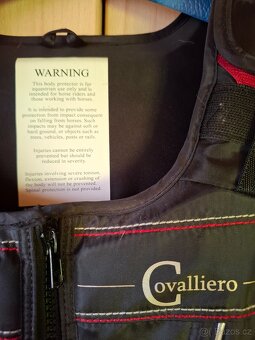 WARNING
This body protector is for
equestrian use only and is
intended for horse riders and
those working with horses.
It is intended to provide some
protection from impact consequent
on falling from horses. Such
impacts may be against soft or
hard ground, or objects such as
trees, vehicles, posts or rails.
Injuries cannot be entirely
prevented but should be
reduced in impact.
Injuries involving severe torsion,
flexion, extension or crushing of
the body will not be prevented.
Spinal protection is not provided.
Covalliero
bazos.cz